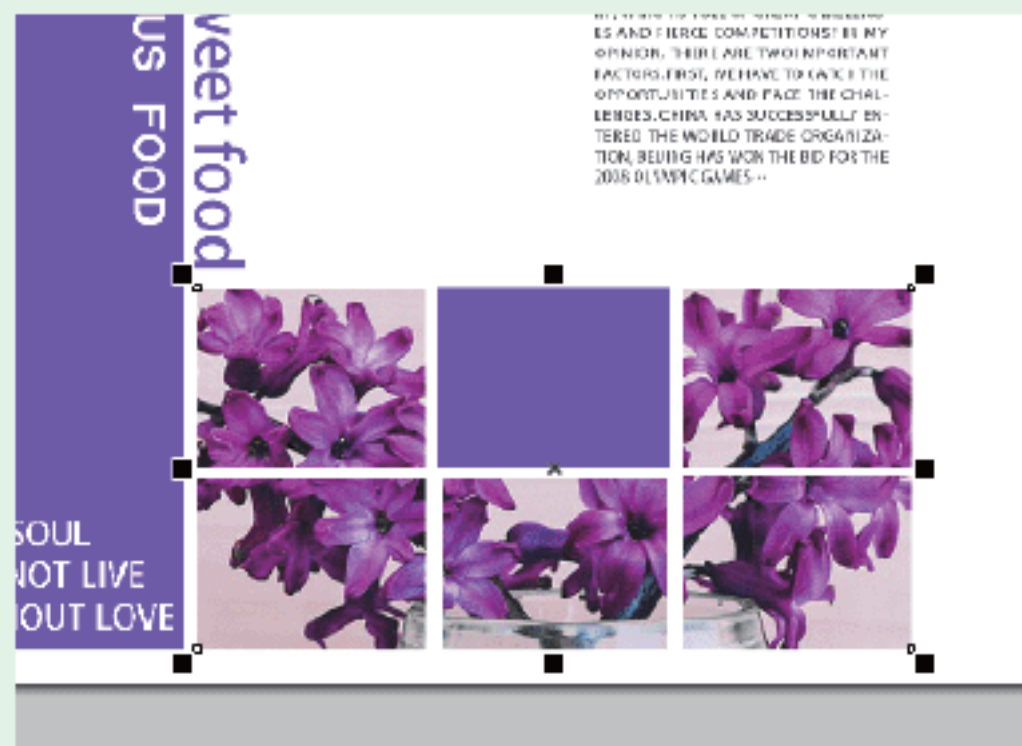 US FOOD
weet food
ES AND FIERCE COMPETITIONS? IN MY
OPINION, THERE ARE TWO IMPORTANT
FACTORS.FIRST, WE HAVE TO CATCH THE
OPPORTUNITIES AND FACE THE CHAL-
LENGES.CHINA HAS SUCCESSFULLY EN-
TERED THE WORLD TRADE ORGANIZA-
TION, BEIJING HAS WON THE BID FOR THE
2008 OLYMPIC GAMES···
SOUL
NOT LIVE
HOUT LOVE